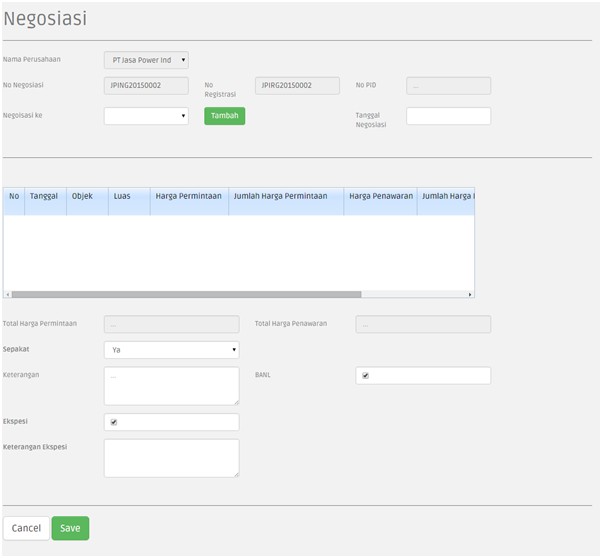 Negosiasi
Nama Perusahaan PT Jasa Power Ind
No Negosiasi JPING20150002 No Registrasi JPIRG20150002 No PID ...
Negoisasi ke Tambah Tanggal Negosiasi
No Tanggal Objek Luas Harga Permintaan Jumlah Harga Permintaan Harga Penawaran Jumlah Harga
Total Harga Permintaan ... Total Harga Penawaran ...
Sepakat Ya
Keterangan ... BANL
Ekspesi
Keterangan Ekspesi
Cancel Save